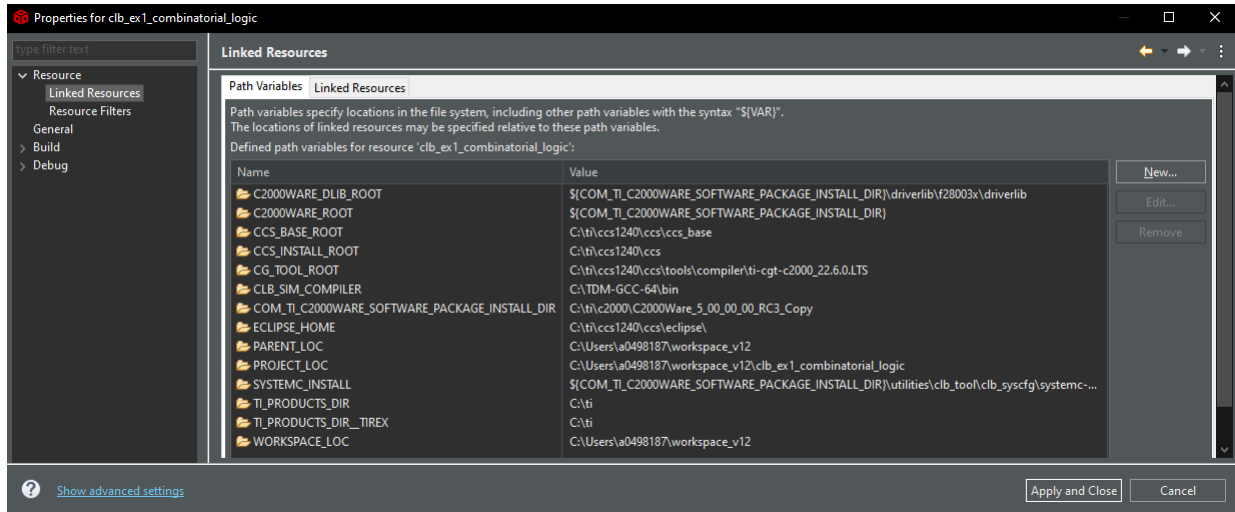 Properties for clb_ex1_combinatorial_logic
type filter text
Resource
Linked Resources
Resource Filters
General
Build
Debug
Linked Resources
Path Variables Linked Resources
Path variables specify locations in the file system, including other path variables with the syntax "${VAR}".
The locations of linked resources may be specified relative to these path variables.
Defined path variables for resource 'clb_ex1_combinatorial_logic':
Name Value
C2000WARE_DLIB_ROOT ${COM_TI_C2000WARE_SOFTWARE_PACKAGE_INSTALL_DIR}\driverlib\f28003x\driverlib
C2000WARE_ROOT ${COM_TI_C2000WARE_SOFTWARE_PACKAGE_INSTALL_DIR}
CCS_BASE_ROOT C:\ti\ccs1240\ccs\ccs_base
CCS_INSTALL_ROOT C:\ti\ccs1240\ccs
CG_TOOL_ROOT C:\ti\ccs1240\ccs\tools\compiler\ti-cgt-c2000_22.6.0.LTS
CLB_SIM_COMPILER C:\TDM-GCC-64\bin
COM_TI_C2000WARE_SOFTWARE_PACKAGE_INSTALL_DIR C:\ti\c2000\C2000Ware_5_00_00_00_RC3_Copy
ECLIPSE_HOME C:\ti\ccs1240\ccs\eclipse\
PARENT_LOC C:\Users\a0498187\workspace_v12
PROJECT_LOC C:\Users\a0498187\workspace_v12\clb_ex1_combinatorial_logic
SYSTEMC_INSTALL ${COM_TI_C2000WARE_SOFTWARE_PACKAGE_INSTALL_DIR}\utilities\clb_tool\clb_syscfg\systemc-...
TI_PRODUCTS_DIR C:\ti
TI_PRODUCTS_DIR__TIREX C:\ti
WORKSPACE_LOC C:\Users\a0498187\workspace_v12
New...
Edit...
Remove
Show advanced settings
Apply and Close Cancel